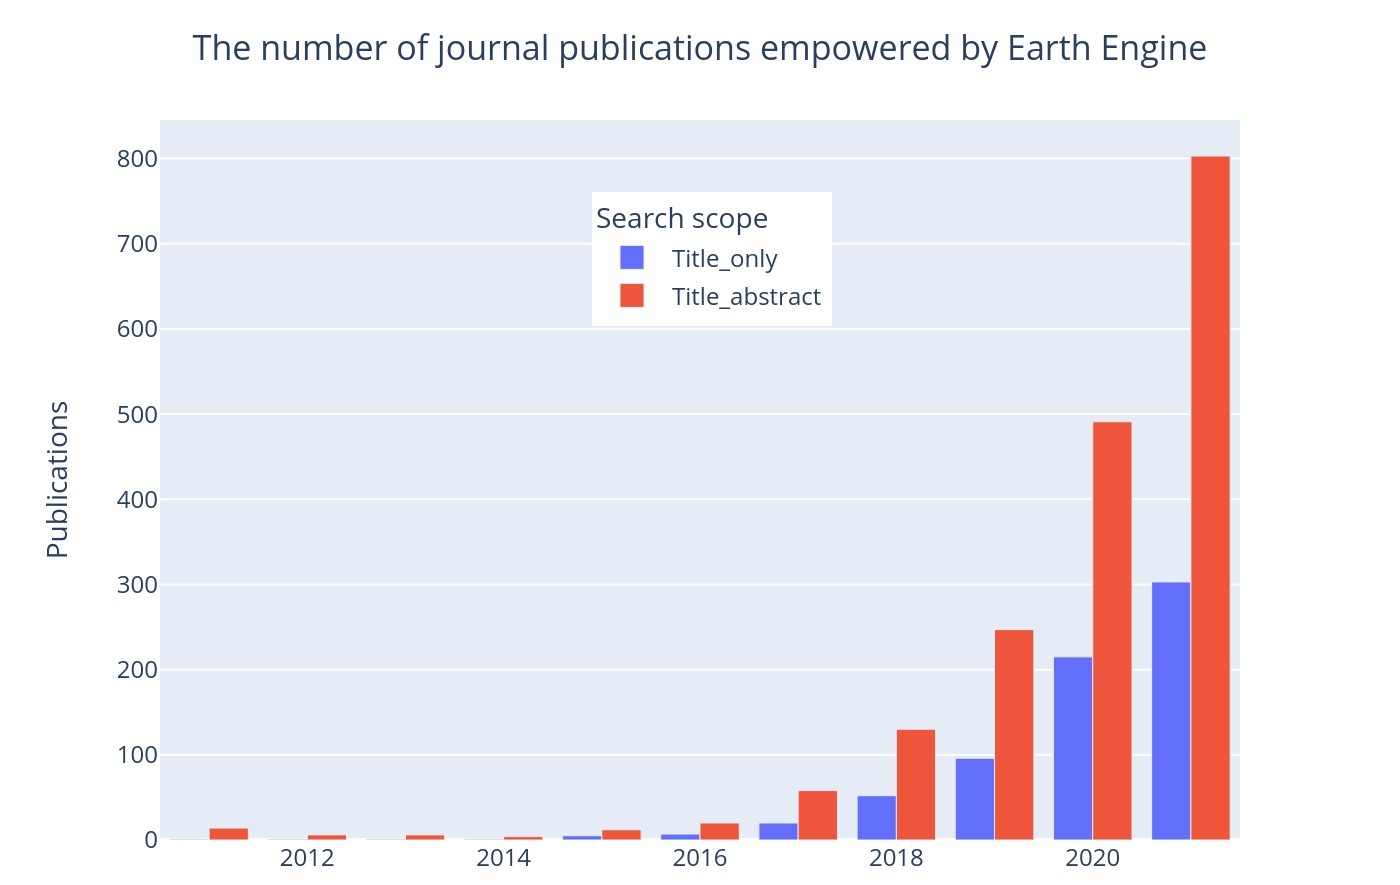 The number of journal publications empowered by Earth Engine
Publications
800
700
600
500
400
300
200
100
0
Search scope
Title_only
Title_abstract
2012
2014
2016
2018
2020